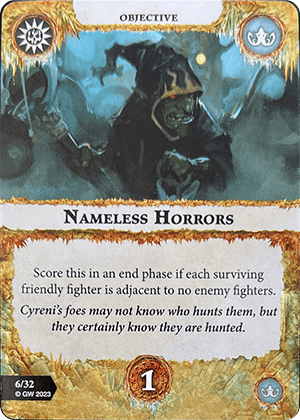 OBJECTIVE
NAMELESS HORRORS
Score this in an end phase if each surviving
friendly fighter is adjacent to no enemy fighters.
Cyreni's foes may not know who hunts them, but
they certainly know they are hunted.
6/32
© GW 2023
1